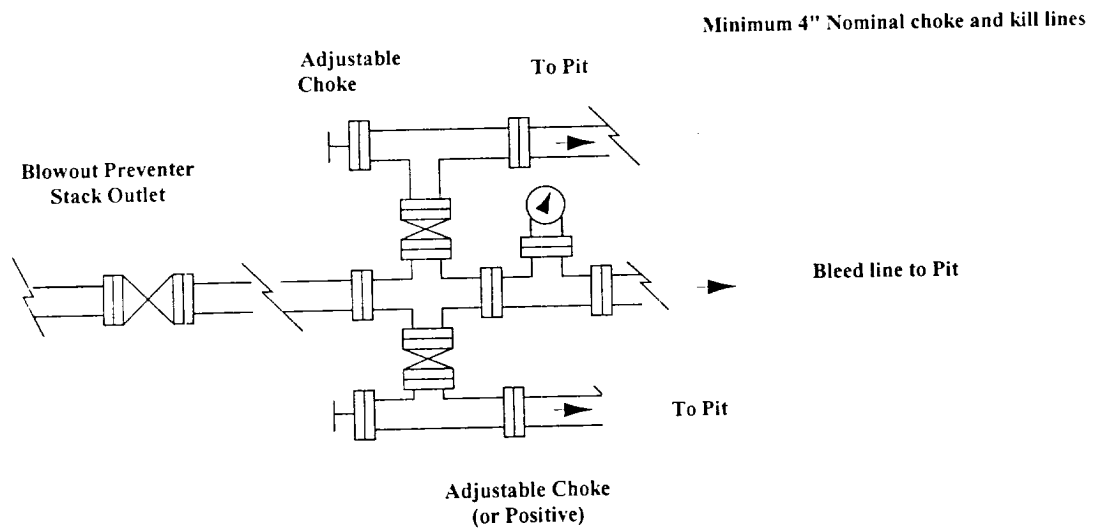 Minimum 4" Nominal choke and kill lines
Adjustable
Choke
To Pit
Blowout Preventer
Stack Outlet
Bleed line to Pit
To Pit
Adjustable Choke
(or Positive)